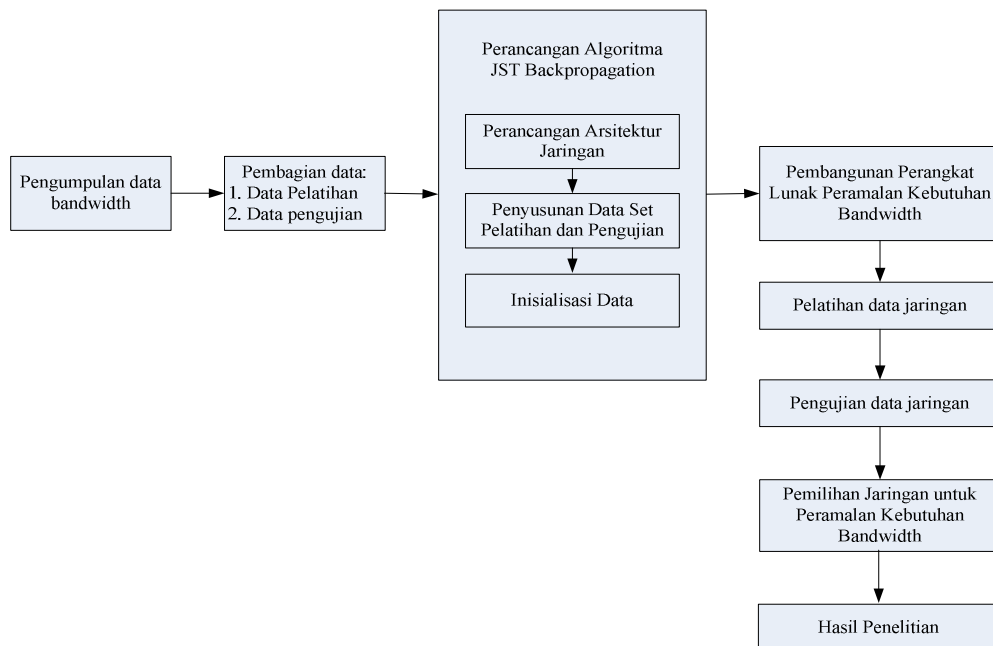 Pengumpulan data
bandwidth
Pembagian data:
1. Data Pelatihan
2. Data pengujian
Perancangan Algoritma
JST Backpropagation
Perancangan Arsitektur
Jaringan
Penyusunan Data Set
Pelatihan dan Pengujian
Inisialisasi Data
Pembangunan Perangkat
Lunak Peramalan Kebutuhan
Bandwidth
Pelatihan data jaringan
Pengujian data jaringan
Pemilihan Jaringan untuk
Peramalan Kebutuhan
Bandwidth
Hasil Penelitian